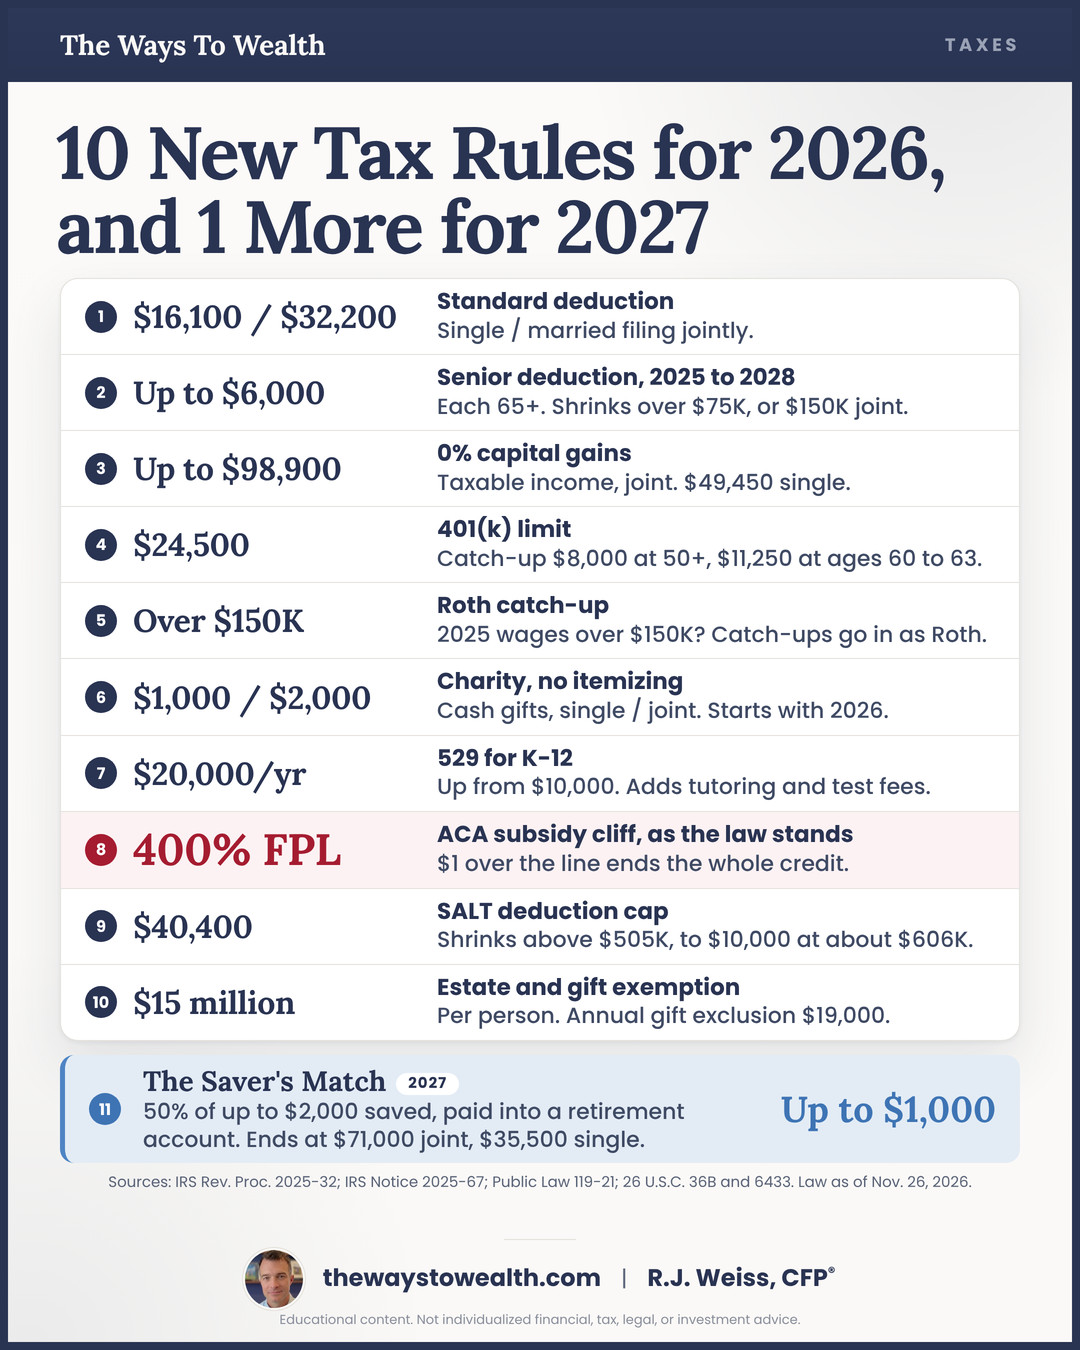 The Ways To Wealth
TAXES
10 New Tax Rules for 2026,
and 1 More for 2027
1 $16,100 / $32,200
Standard deduction
Single / married filing jointly.
2 Up to $6,000
Senior deduction, 2025 to 2028
Each 65+. Shrinks over $75K, or $150K joint.
3 Up to $98,900
0% capital gains
Taxable income, joint. $49,450 single.
4 $24,500
401(k) limit
Catch-up $8,000 at 50+, $11,250 at ages 60 to 63.
5 Over $150K
Roth catch-up
2025 wages over $150K? Catch-ups go in as Roth.
6 $1,000 / $2,000
Charity, no itemizing
Cash gifts, single / joint. Starts with 2026.
7 $20,000/yr
529 for K-12
Up from $10,000. Adds tutoring and test fees.
8 400% FPL
ACA subsidy cliff, as the law stands
$1 over the line ends the whole credit.
9 $40,400
SALT deduction cap
Shrinks above $505K, to $10,000 at about $606K.
10 $15 million
Estate and gift exemption
Per person. Annual gift exclusion $19,000.
11 The Saver's Match 2027
50% of up to $2,000 saved, paid into a retirement
account. Ends at $71,000 joint, $35,500 single.
Up to $1,000
Sources: IRS Rev. Proc. 2025-32; IRS Notice 2025-67; Public Law 119-21; 26 U.S.C. 36B and 6433. Law as of Nov. 26, 2026.
thewaystowealth.com | R.J. Weiss, CFP®
Educational content. Not individualized financial, tax, legal, or investment advice.